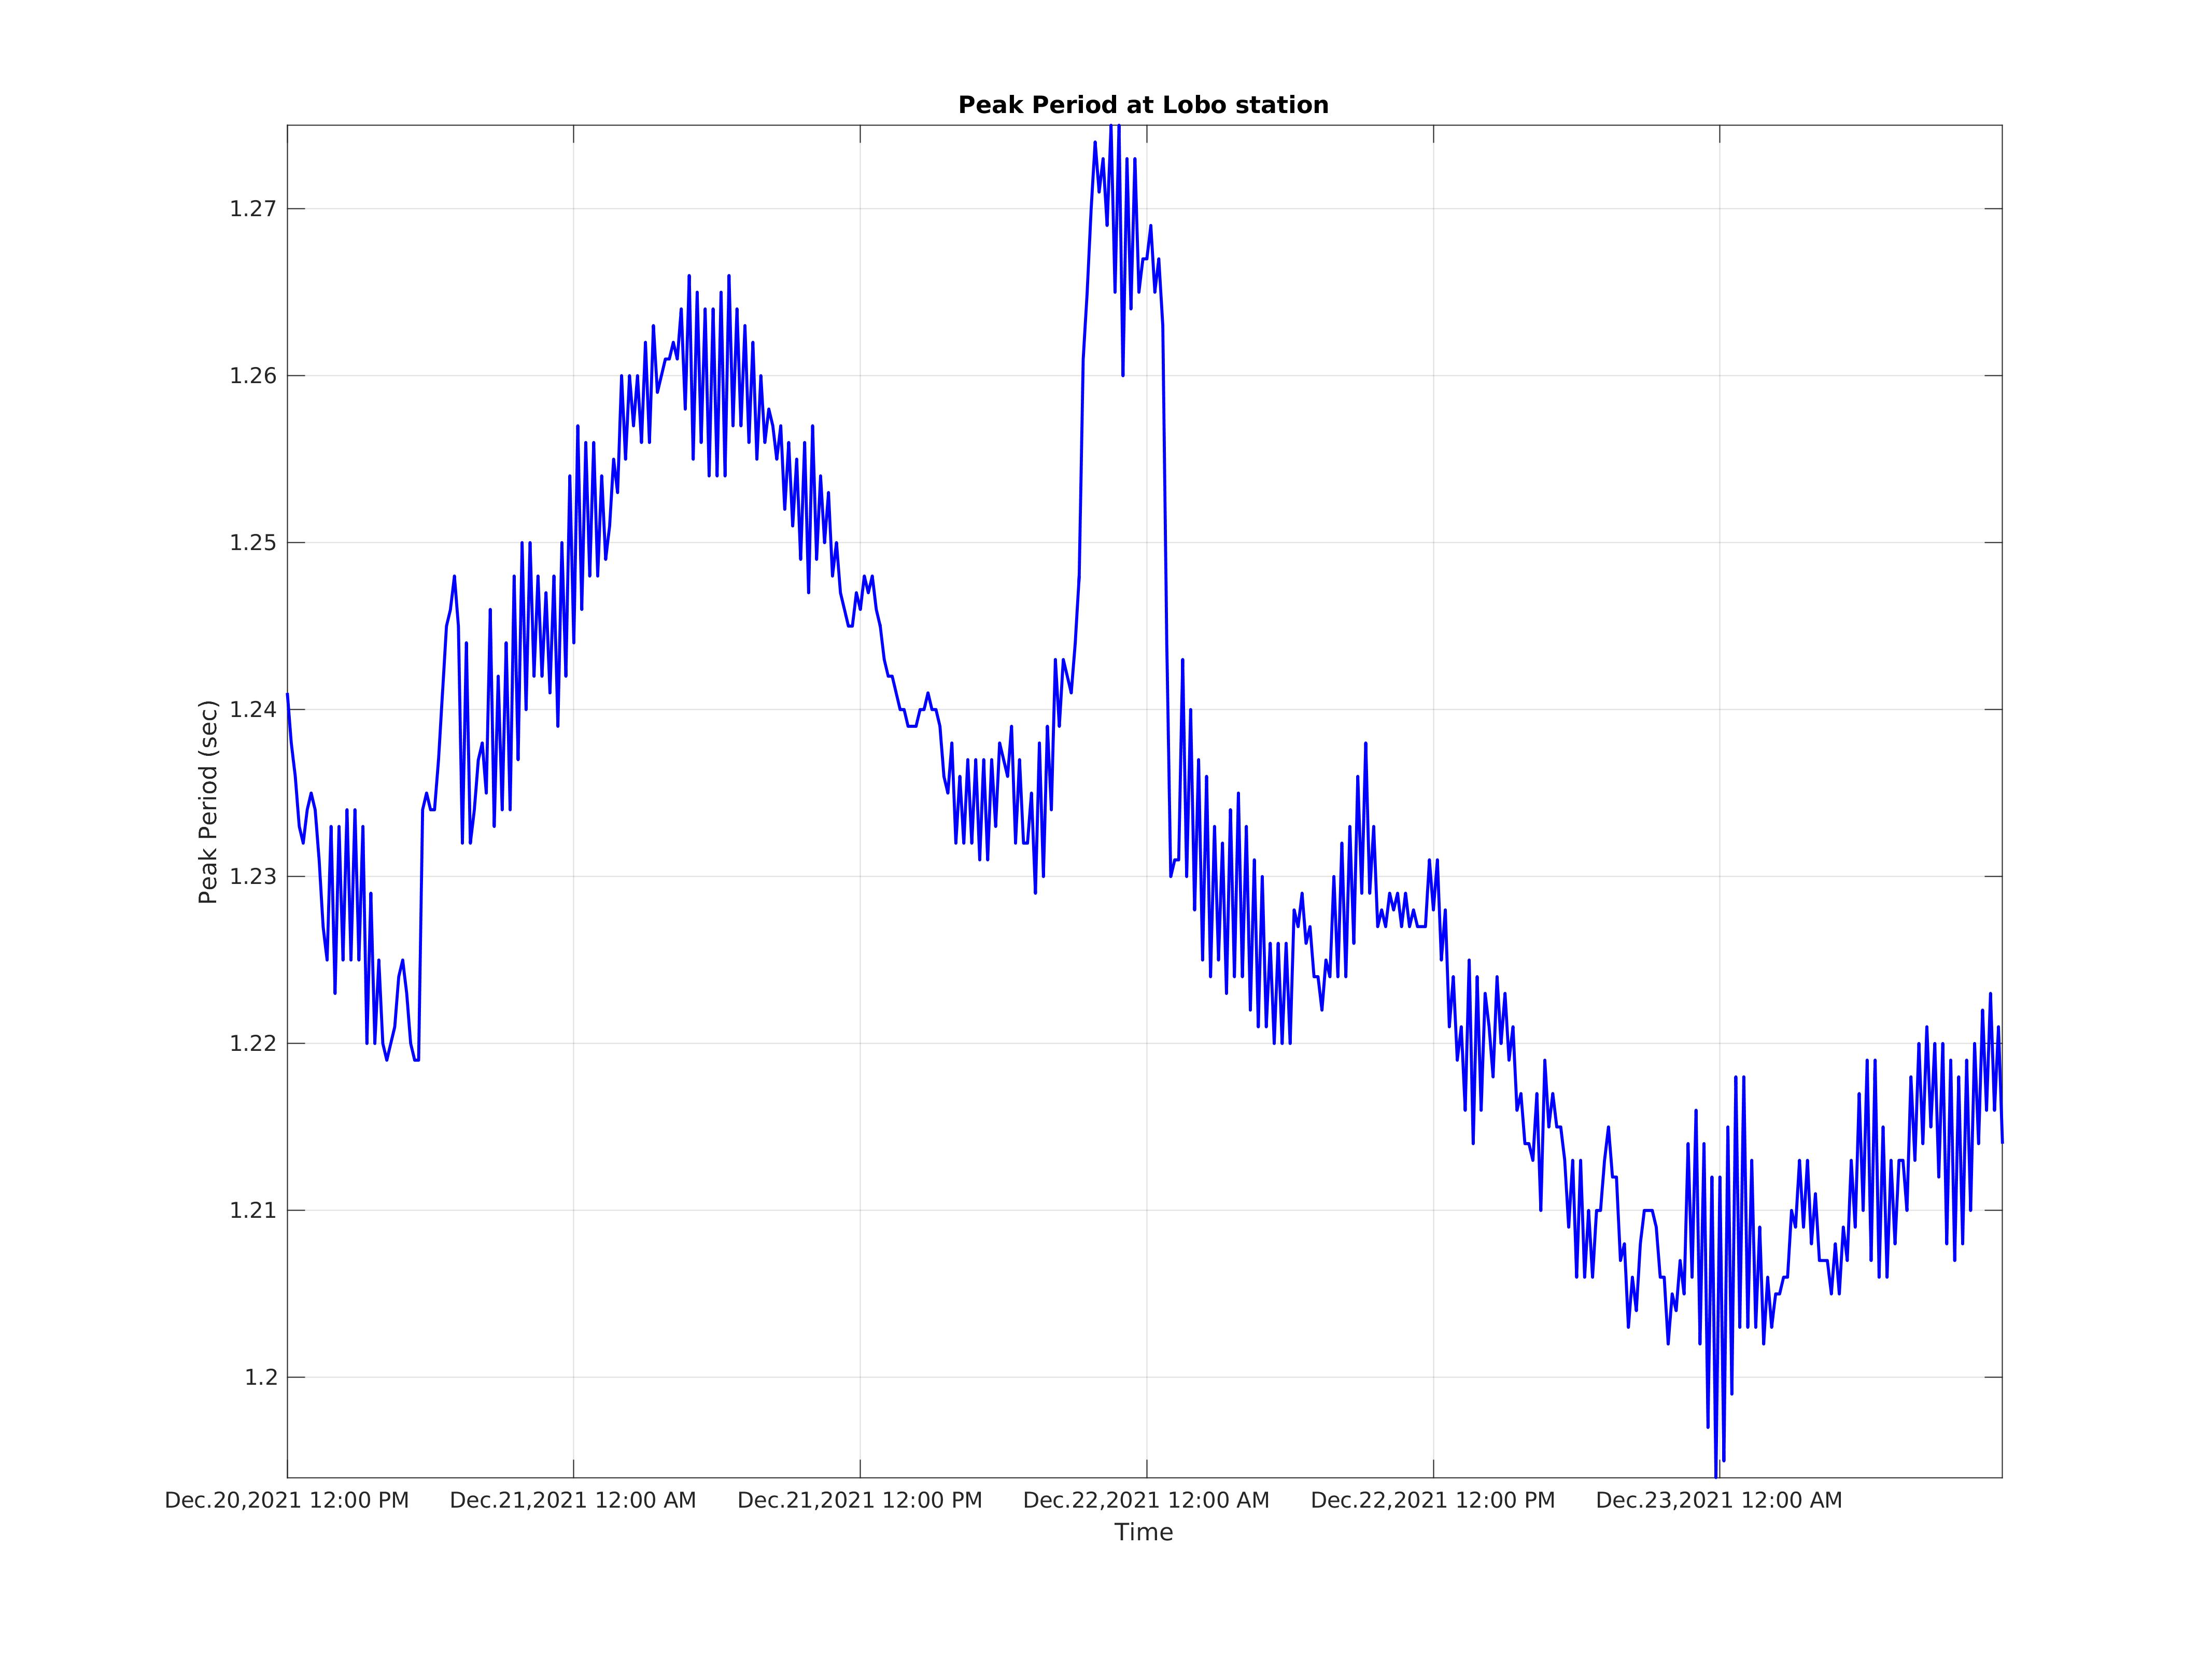 Peak Period at Lobo station
Peak Period (sec)
1.27
1.26
1.25
1.24
1.23
1.22
1.21
1.2
Dec.20,2021 12:00 PM Dec.21,2021 12:00 AM Dec.21,2021 12:00 PM Dec.22,2021 12:00 AM Dec.22,2021 12:00 PM Dec.23,2021 12:00 AM
Time